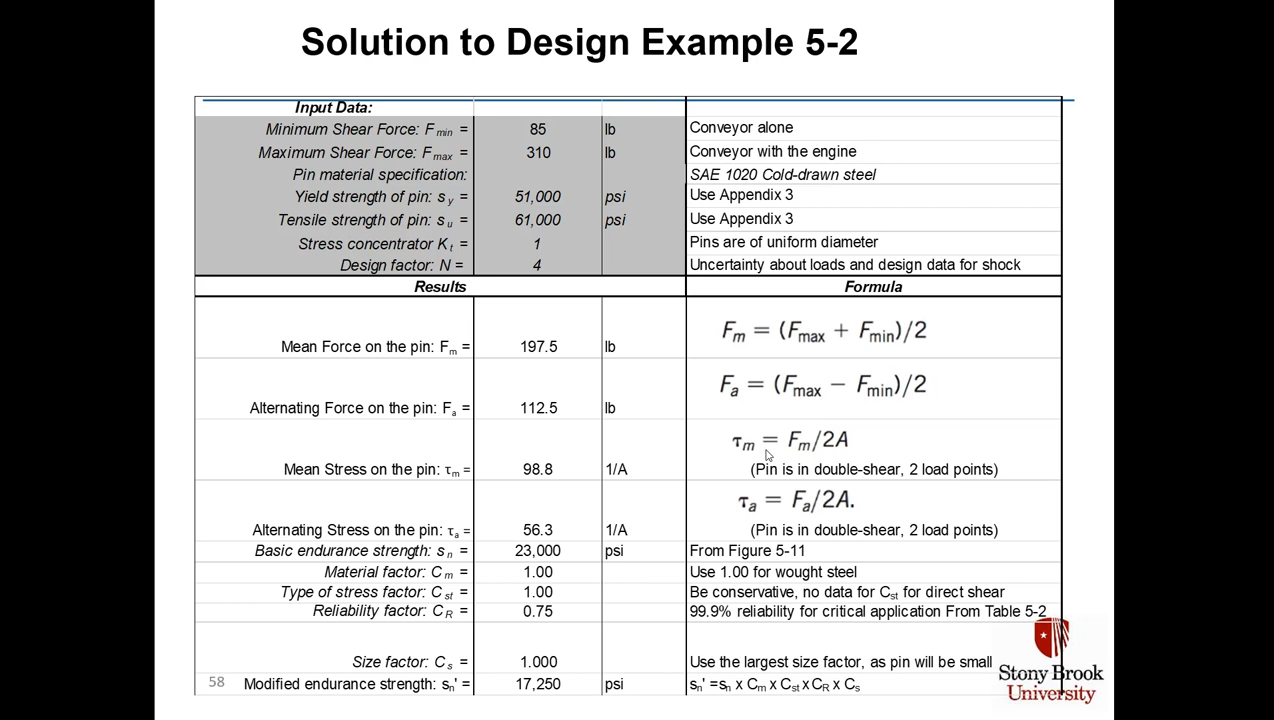 Solution to Design Example 5-2
Input Data:
Minimum Shear Force: F min = 85 lb Conveyor alone
Maximum Shear Force: F max = 310 lb Conveyor with the engine
Pin material specification: SAE 1020 Cold-drawn steel
Yield strength of pin: s y = 51,000 psi Use Appendix 3
Tensile strength of pin: s u = 61,000 psi Use Appendix 3
Stress concentrator K t = 1 Pins are of uniform diameter
Design factor: N = 4 Uncertainty about loads and design data for shock
Results Formula
Fm = (Fmax + Fmin)/2
Mean Force on the pin: Fm = 197.5 lb
Fa = (Fmax − Fmin)/2
Alternating Force on the pin: Fa = 112.5 lb
τm = Fm/2A
Mean Stress on the pin: τm = 98.8 1/A (Pin is in double-shear, 2 load points)
τa = Fa/2A.
Alternating Stress on the pin: τa = 56.3 1/A (Pin is in double-shear, 2 load points)
Basic endurance strength: s n = 23,000 psi From Figure 5-11
Material factor: C m = 1.00 Use 1.00 for wought steel
Type of stress factor: C st = 1.00 Be conservative, no data for Cst for direct shear
Reliability factor: C R = 0.75 99.9% reliability for critical application From Table 5-2
Size factor: C s = 1.000 Use the largest size factor, as pin will be small
58 Modified endurance strength: sn' = 17,250 psi sn' =sn x Cm x Cst x CR x Cs
Stony Brook
University